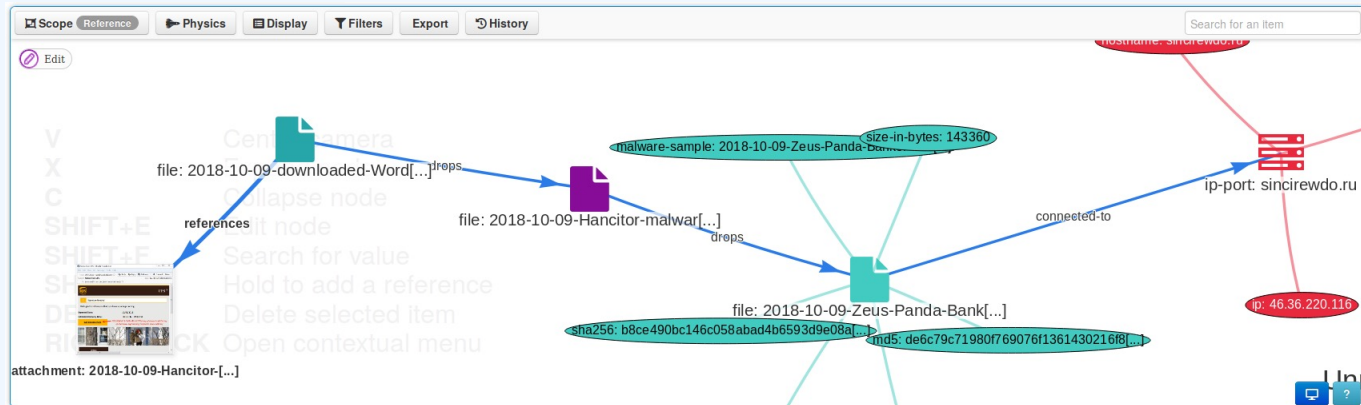 Scope Reference
Physics
Display
Filters
Export
History
Search for an item
Edit
hostname: sincirewdo.ru
V
X
C Collapse node
SHIFT+E Edit node
SHIFT+F Search for value
Hold to add a reference
Delete selected item
Open contextual menu
size-in-bytes: 143360
malware-sample: 2018-10-09-Zeus-Panda-Bank
file: 2018-10-09-downloaded-Word[...]
drops
ip-port: sincirewdo.ru
file: 2018-10-09-Hancitor-malwar[...]
connected-to
references
drops
ip: 46.36.220.116
file: 2018-10-09-Zeus-Panda-Bank[...]
sha256: b8ce490bc146c058abad4b6593d9e08a[...]
md5: de6c79c71980f769076f1361430216f8[...]
attachment: 2018-10-09-Hancitor-[...]
?